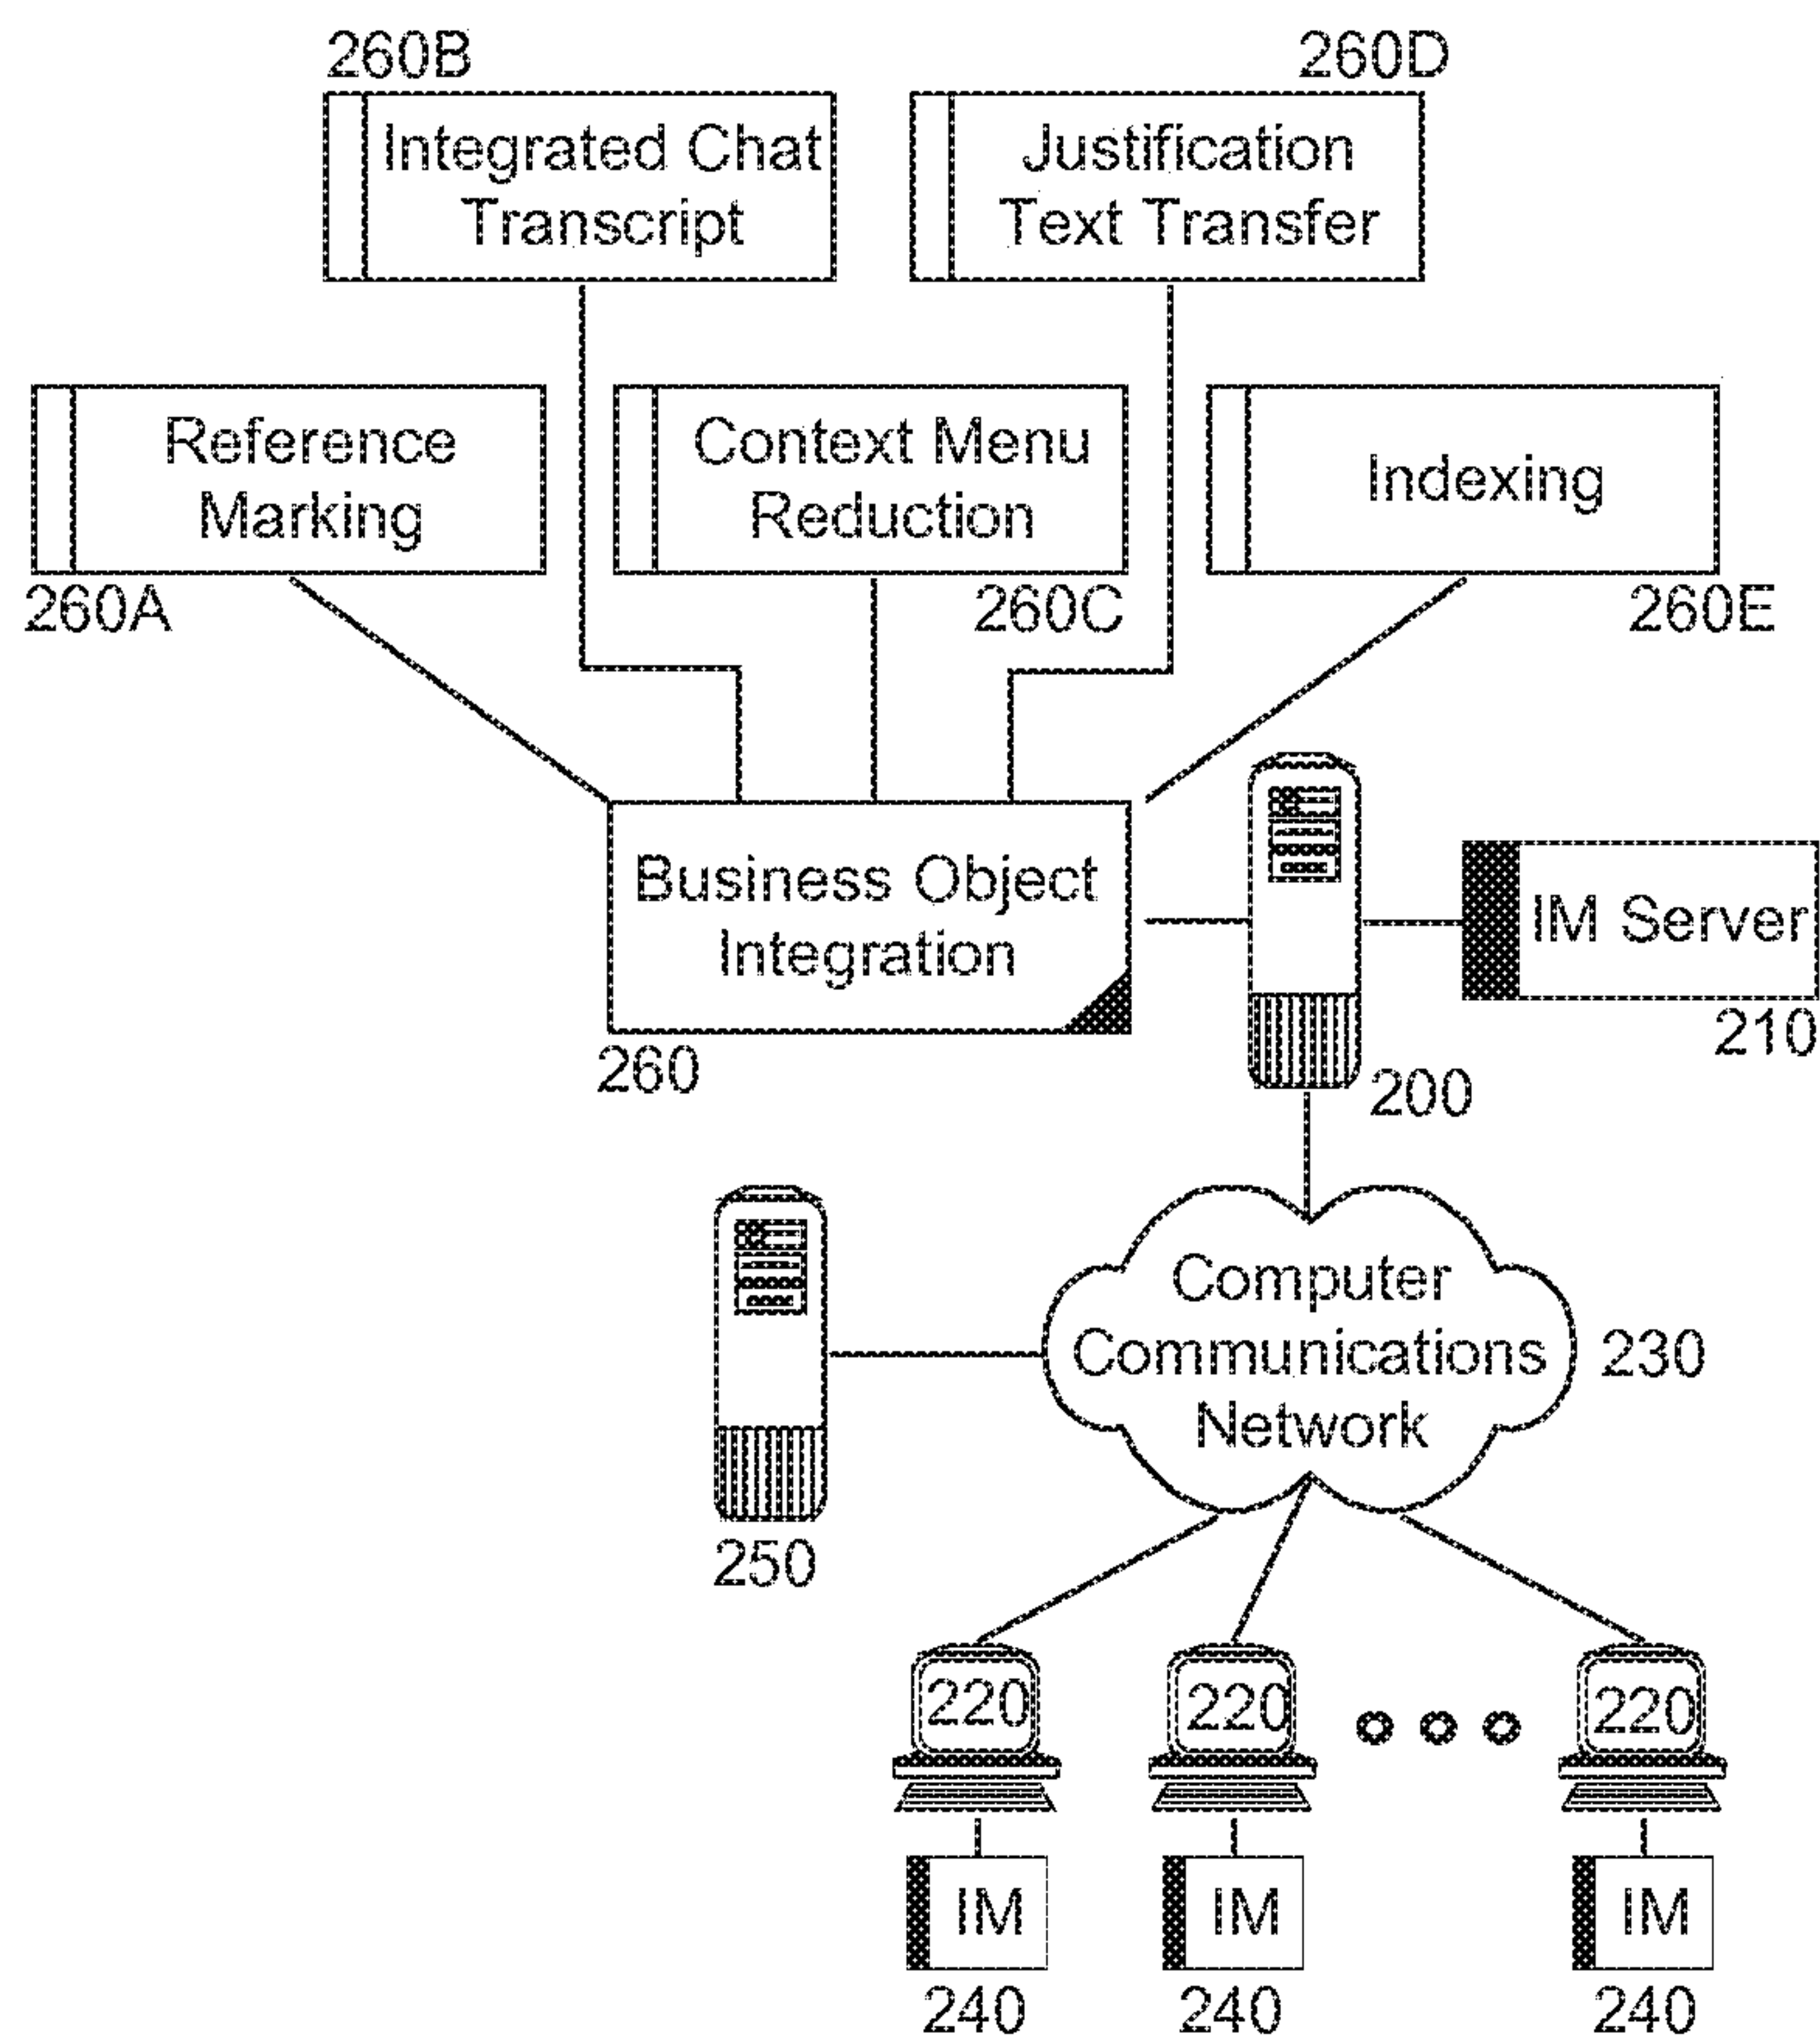 260B
260D
Integrated Chat
Transcript
Justification
Text Transfer
Reference
Marking
Context Menu
Reduction
Indexing
260A
260C
260E
Business Object
Integration
IM Server
210
260
200
Computer
Communications
Network
230
250
220
220
220
IM
IM
IM
240
240
240